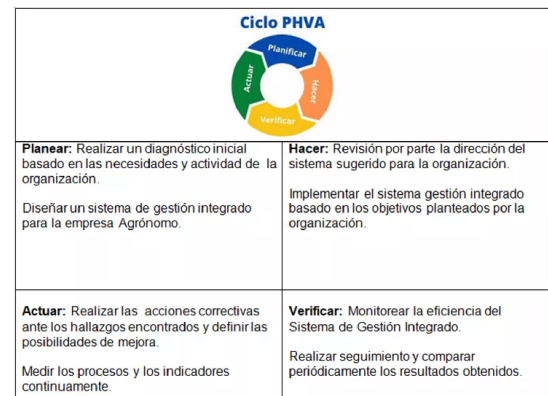 Ciclo PHVA
Planificar
Hacer
Verificar
Actuar
Planear: Realizar un diagnóstico inicial
basado en las necesidades y actividad de la
organización.
Diseñar un sistema de gestión integrado
para la empresa Agrónomo.
Hacer: Revisión por parte la dirección del
sistema sugerido para la organización.
Implementar el sistema gestión integrado
basado en los objetivos planteados por la
organización.
Actuar: Realizar las acciones correctivas
ante los hallazgos encontrados y definir las
posibilidades de mejora.
Medir los procesos y los indicadores
continuamente.
Verificar: Monitorear la eficiencia del
Sistema de Gestión Integrado.
Realizar seguimiento y comparar
periódicamente los resultados obtenidos.